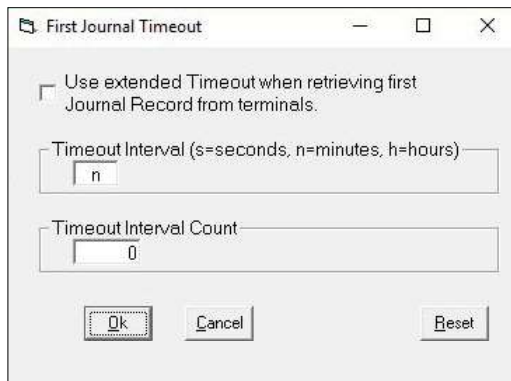 First Journal Timeout
Use extended Timeout when retrieving first
Journal Record from terminals.
Timeout Interval (s=seconds, n=minutes, h=hours)
n
Timeout Interval Count
0
Ok Cancel Reset